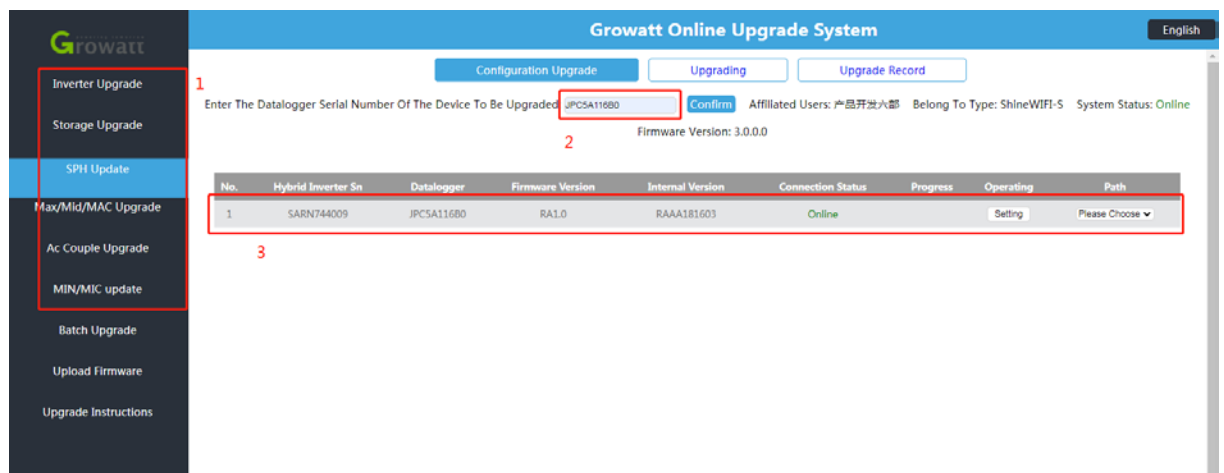 Growatt
Growatt Online Upgrade System
English
Inverter Upgrade
Storage Upgrade
SPH Update
Max/Mid/MAC Upgrade
Ac Couple Upgrade
MIN/MIC update
Batch Upgrade
Upload Firmware
Upgrade Instructions
1
Configuration Upgrade Upgrading Upgrade Record
Enter The Datalogger Serial Number Of The Device To Be Upgraded JPC5A116B0 Confirm Affiliated Users: 产品开发六部 Belong To Type: ShineWIFI-S System Status: Online
2
Firmware Version: 3.0.0.0
No. Hybrid Inverter Sn Datalogger Firmware Version Internal Version Connection Status Progress Operating Path
1 SARN744009 JPC5A116B0 RA1.0 RAAA181603 Online Setting Please Choose
3